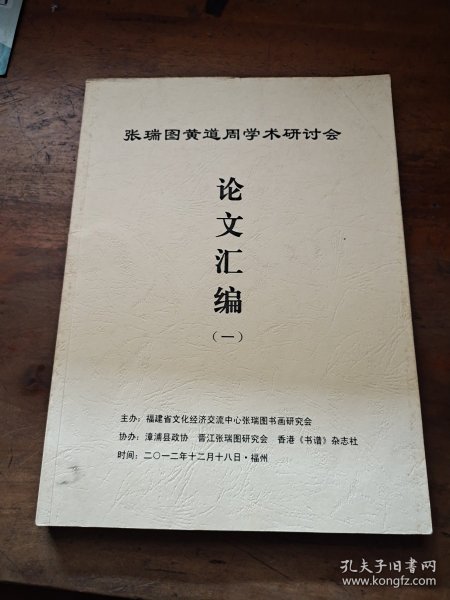 张瑞图黄道周学术研讨会
论
文
汇
编
（一）
主办：福建省文化经济交流中心张瑞图书画研究会
协办：漳浦县政协 晋江张瑞图研究会 香港《书谱》杂志社
时间：二〇一二年十二月十八日·福州
孔夫子旧书网
www.kongfz.com